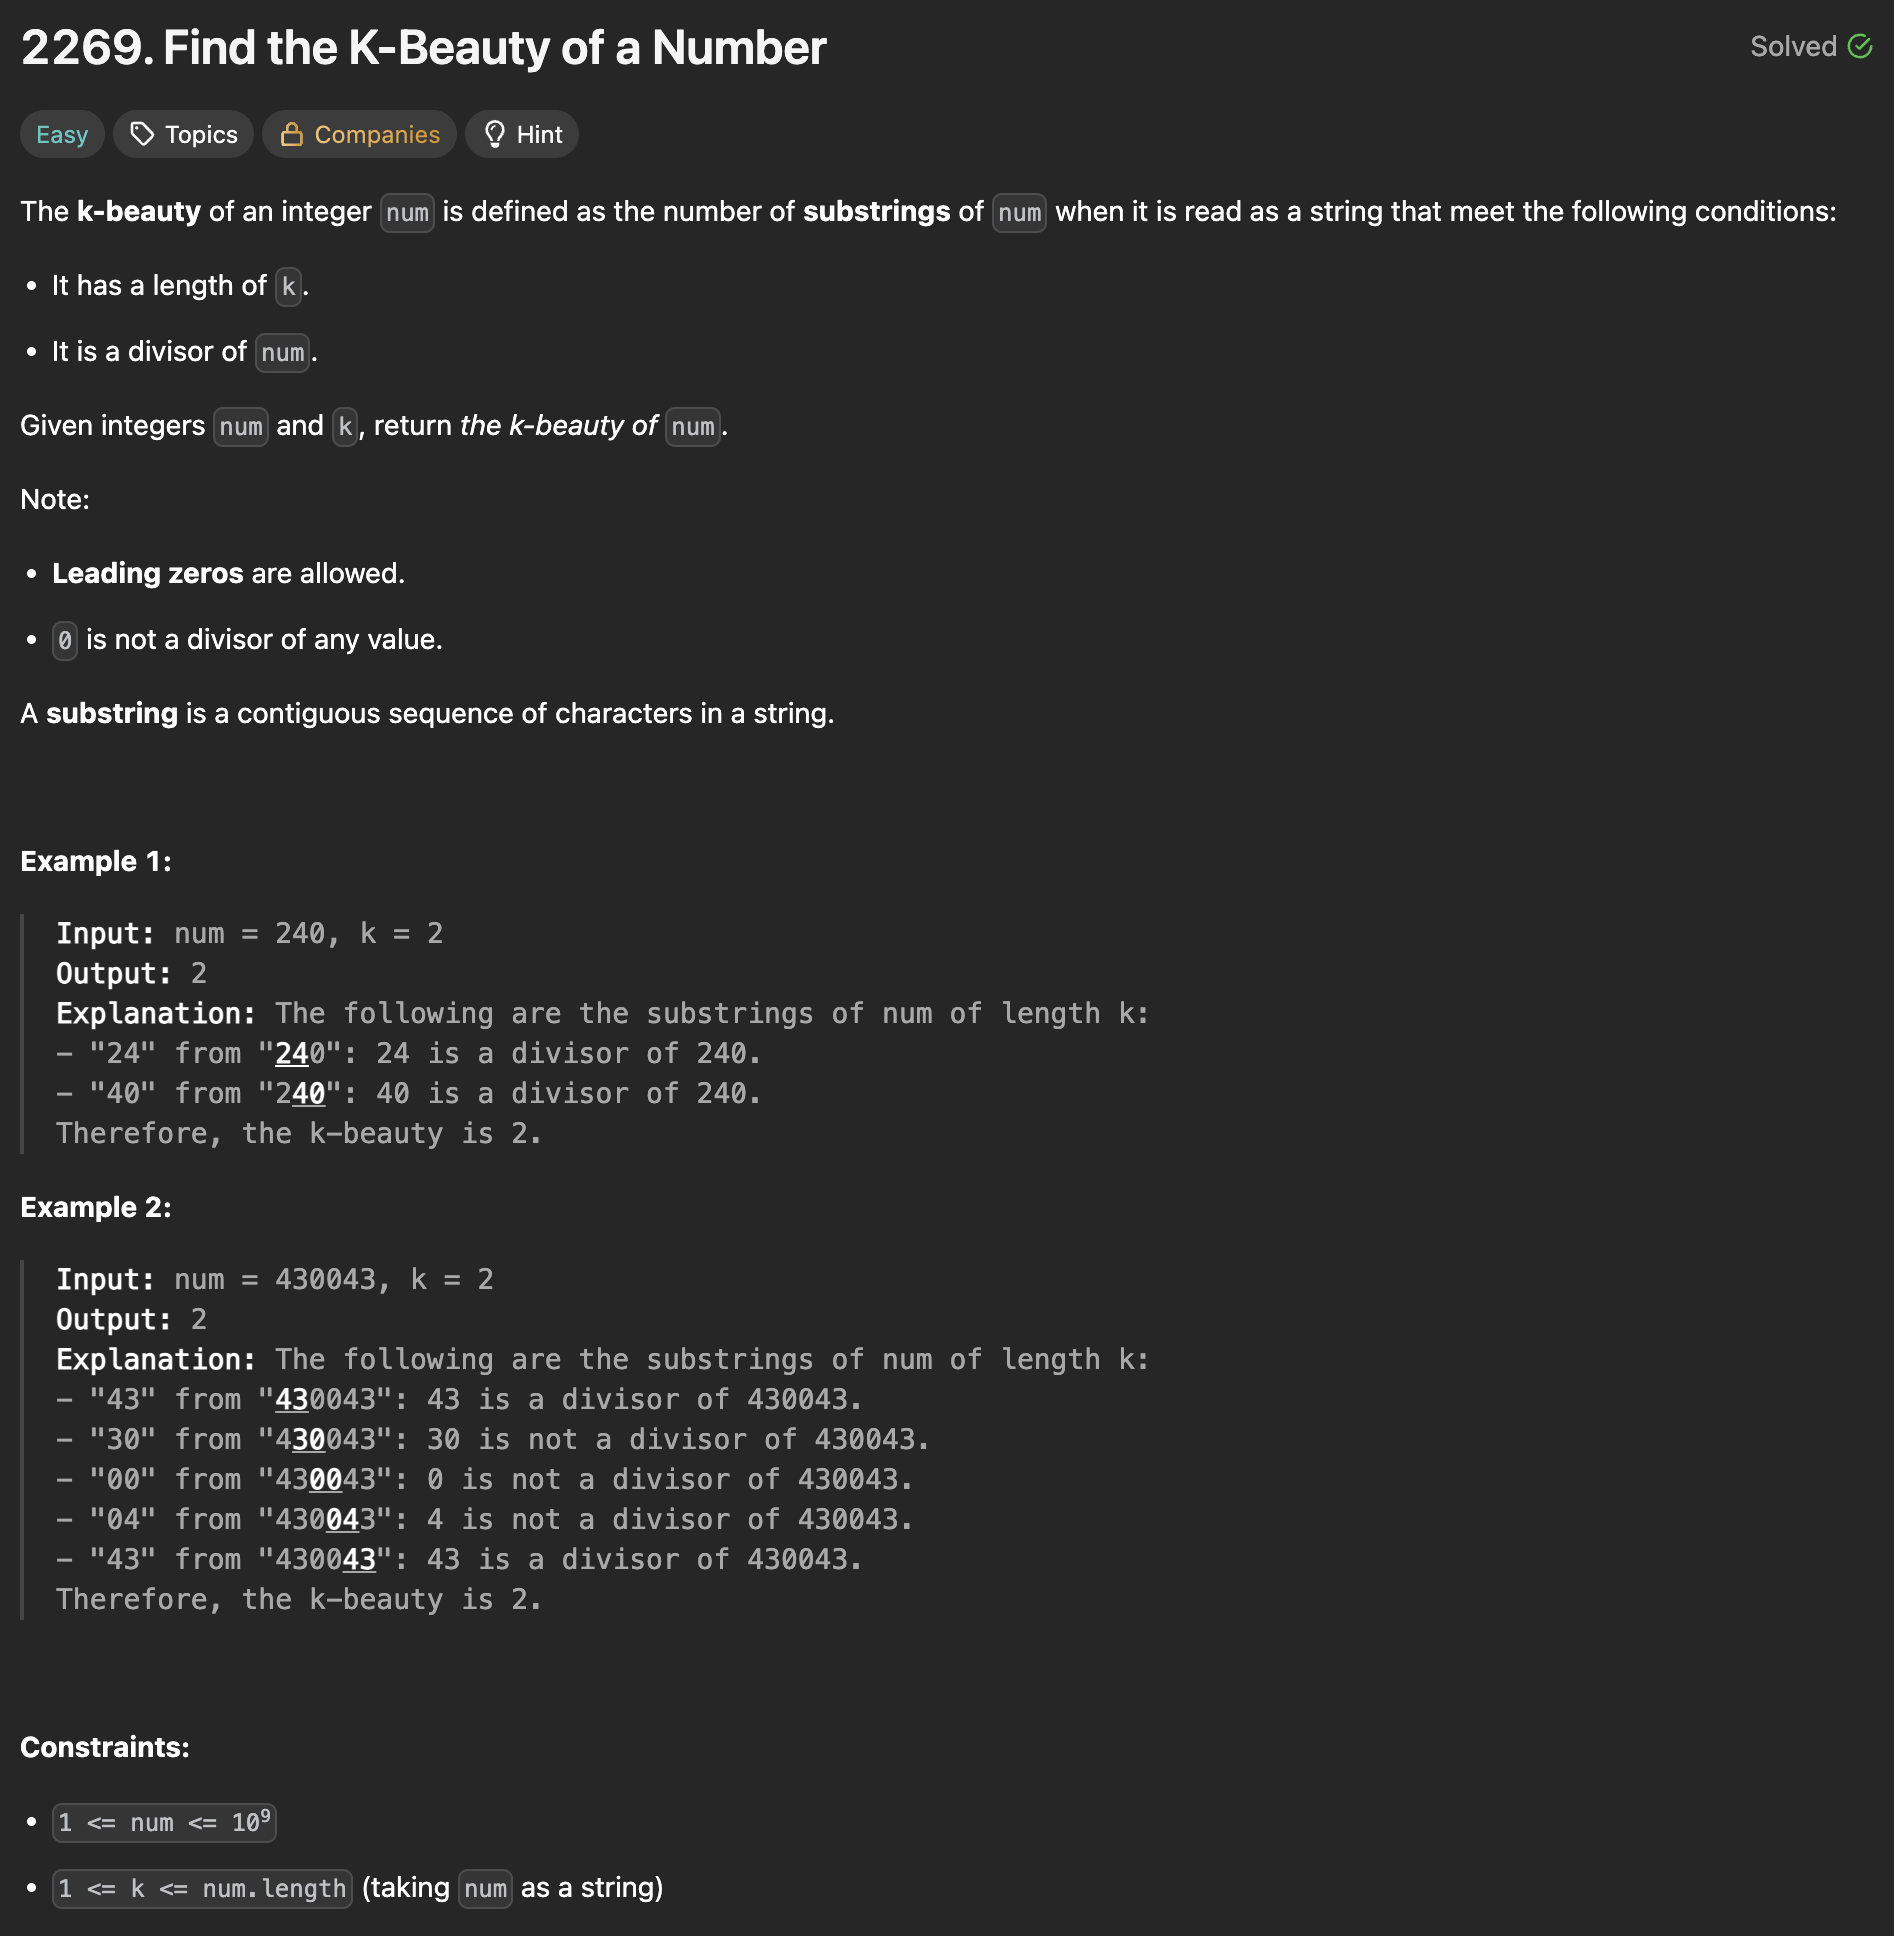 2269. Find the K-Beauty of a Number
Solved
Easy Topics Companies Hint
The k-beauty of an integer num is defined as the number of substrings of num when it is read as a string that meet the following conditions:
• It has a length of k.
• It is a divisor of num.
Given integers num and k, return the k-beauty of num.
Note:
• Leading zeros are allowed.
• 0 is not a divisor of any value.
A substring is a contiguous sequence of characters in a string.
Example 1:
Input: num = 240, k = 2
Output: 2
Explanation: The following are the substrings of num of length k:
- "24" from "240": 24 is a divisor of 240.
- "40" from "240": 40 is a divisor of 240.
Therefore, the k-beauty is 2.
Example 2:
Input: num = 430043, k = 2
Output: 2
Explanation: The following are the substrings of num of length k:
- "43" from "430043": 43 is a divisor of 430043.
- "30" from "430043": 30 is not a divisor of 430043.
- "00" from "430043": 0 is not a divisor of 430043.
- "04" from "430043": 4 is not a divisor of 430043.
- "43" from "430043": 43 is a divisor of 430043.
Therefore, the k-beauty is 2.
Constraints:
• 1 <= num <= 10⁹
• 1 <= k <= num.length (taking num as a string)